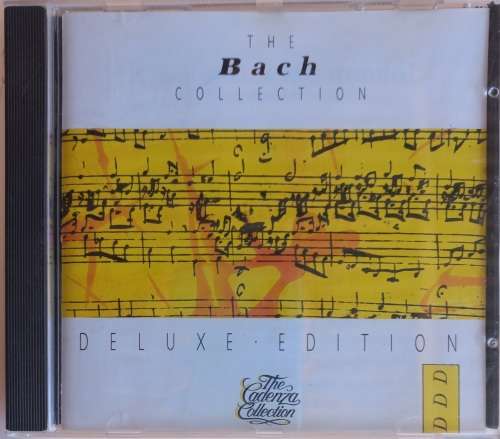 THE
Bach
COLLECTION
DELUXE · EDITION
The
Cadenza
Collection
DDD